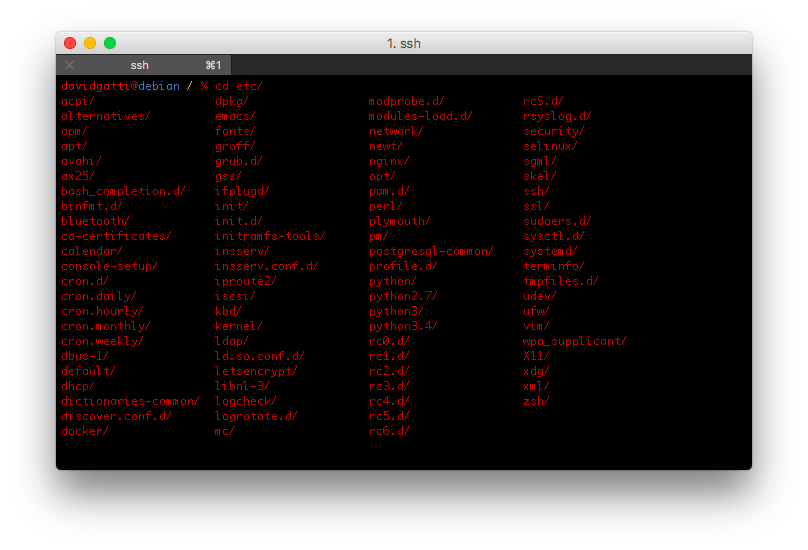 1. ssh
ssh ⌘1
davidgatti@debian / % cd etc/
acpi/ dpkg/ modprobe.d/ rcS.d/
alternatives/ emacs/ modules-load.d/ rsyslog.d/
apm/ fonts/ network/ security/
apt/ groff/ newt/ selinux/
avahi/ grub.d/ nginx/ sgml/
ax25/ gss/ opt/ skel/
bash_completion.d/ ifplugd/ pam.d/ ssh/
binfmt.d/ init/ perl/ ssl/
bluetooth/ init.d/ plymouth/ sudoers.d/
ca-certificates/ initramfs-tools/ pm/ sysctl.d/
calendar/ insserv/ postgresql-common/ systemd/
console-setup/ insserv.conf.d/ profile.d/ terminfo/
cron.d/ iproute2/ python/ tmpfiles.d/
cron.daily/ iscsi/ python2.7/ udev/
cron.hourly/ kbd/ python3/ ufw/
cron.monthly/ kernel/ python3.4/ vim/
cron.weekly/ ldap/ rc0.d/ wpa_supplicant/
dbus-1/ ld.so.conf.d/ rc1.d/ X11/
default/ letsencrypt/ rc2.d/ xdg/
dhcp/ libnl-3/ rc3.d/ xml/
dictionaries-common/ logcheck/ rc4.d/ zsh/
discover.conf.d/ logrotate.d/ rc5.d/
docker/ mc/ rc6.d/